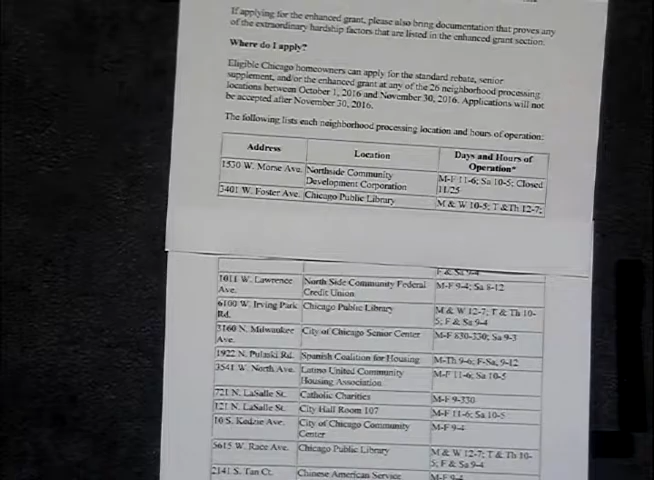 If applying for the enhanced grant, please also bring documentation that proves any
of the extraordinary hardship factors that are listed in the enhanced grant section.
Where do I apply?
Eligible Chicago homeowners can apply for the standard rebate, senior
supplement, and/or the enhanced grant at any of the 26 neighborhood processing
locations between October 1, 2016 and November 30, 2016. Applications will not
be accepted after November 30, 2016.
The following lists each neighborhood processing location and hours of operation:
Address Location Days and Hours of
Operation*
1530 W. Morse Ave. Northside Community M-F 11-6; Sa 10-5; Closed
Development Corporation 11/25
3401 W. Foster Ave. Chicago Public Library M & W 10-5; T & Th 12-7;
F & Sa 9-4
1011 W. Lawrence North Side Community Federal M-F 9-4; Sa 8-12
Ave. Credit Union
6100 W. Irving Park Chicago Public Library M & W 12-7; T & Th 10-
Rd. 5; F & Sa 9-4
3160 N. Milwaukee City of Chicago Senior Center M-F 830-330; Sa 9-3
Ave.
1922 N. Pulaski Rd. Spanish Coalition for Housing M-Th 9-6; F-Sa, 9-12
3541 W. North Ave. Latino United Community M-F 11-6; Sa 10-5
Housing Association
721 N. LaSalle St. Catholic Charities M-F 9-330
121 N. LaSalle St. City Hall Room 107 M-F 11-6; Sa 10-5
10 S. Kedzie Ave. City of Chicago Community M-F 9-4
Center
5615 W. Race Ave. Chicago Public Library M & W 12-7; T & Th 10-
5; F & Sa 9-4
2141 S. Tan Ct. Chinese American Service M-F 9-4